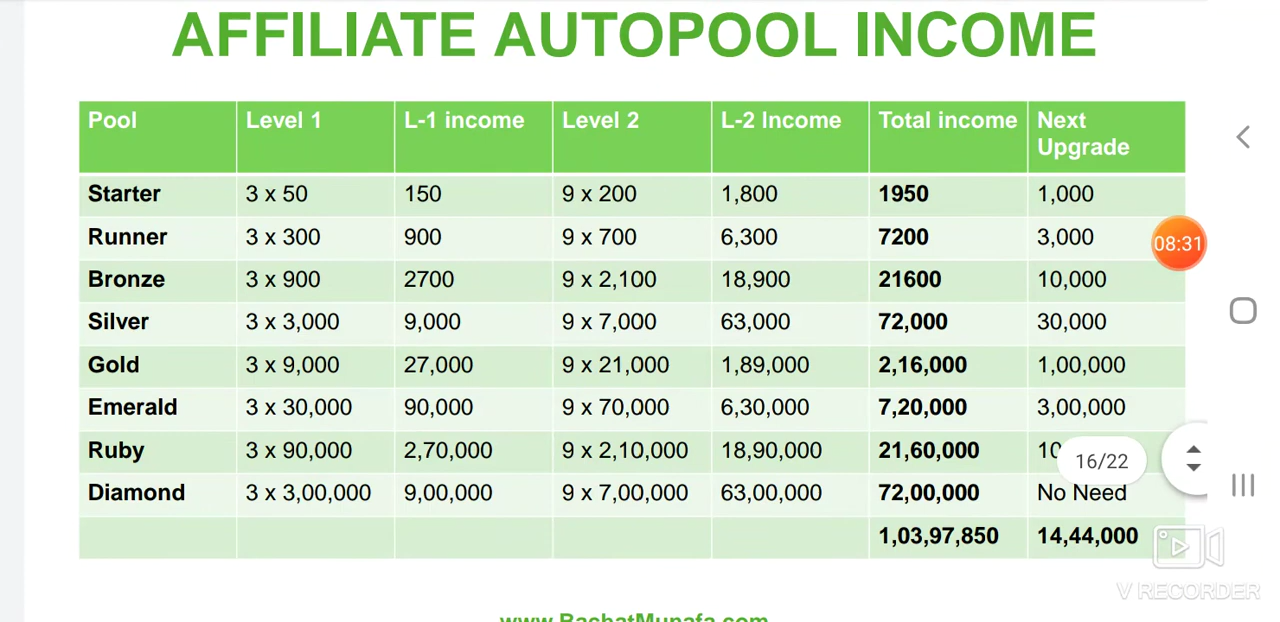 AFFILIATE AUTOPOOL INCOME
Pool Level 1 L-1 income Level 2 L-2 Income Total income Next Upgrade
Starter 3 x 50 150 9 x 200 1,800 1950 1,000
Runner 3 x 300 900 9 x 700 6,300 7200 3,000
08:31
Bronze 3 x 900 2700 9 x 2,100 18,900 21600 10,000
Silver 3 x 3,000 9,000 9 x 7,000 63,000 72,000 30,000
Gold 3 x 9,000 27,000 9 x 21,000 1,89,000 2,16,000 1,00,000
Emerald 3 x 30,000 90,000 9 x 70,000 6,30,000 7,20,000 3,00,000
Ruby 3 x 90,000 2,70,000 9 x 2,10,000 18,90,000 21,60,000
16/22
Diamond 3 x 3,00,000 9,00,000 9 x 7,00,000 63,00,000 72,00,000 No Need
1,03,97,850 14,44,000
V RECORDER
www.BachatMunafa.com